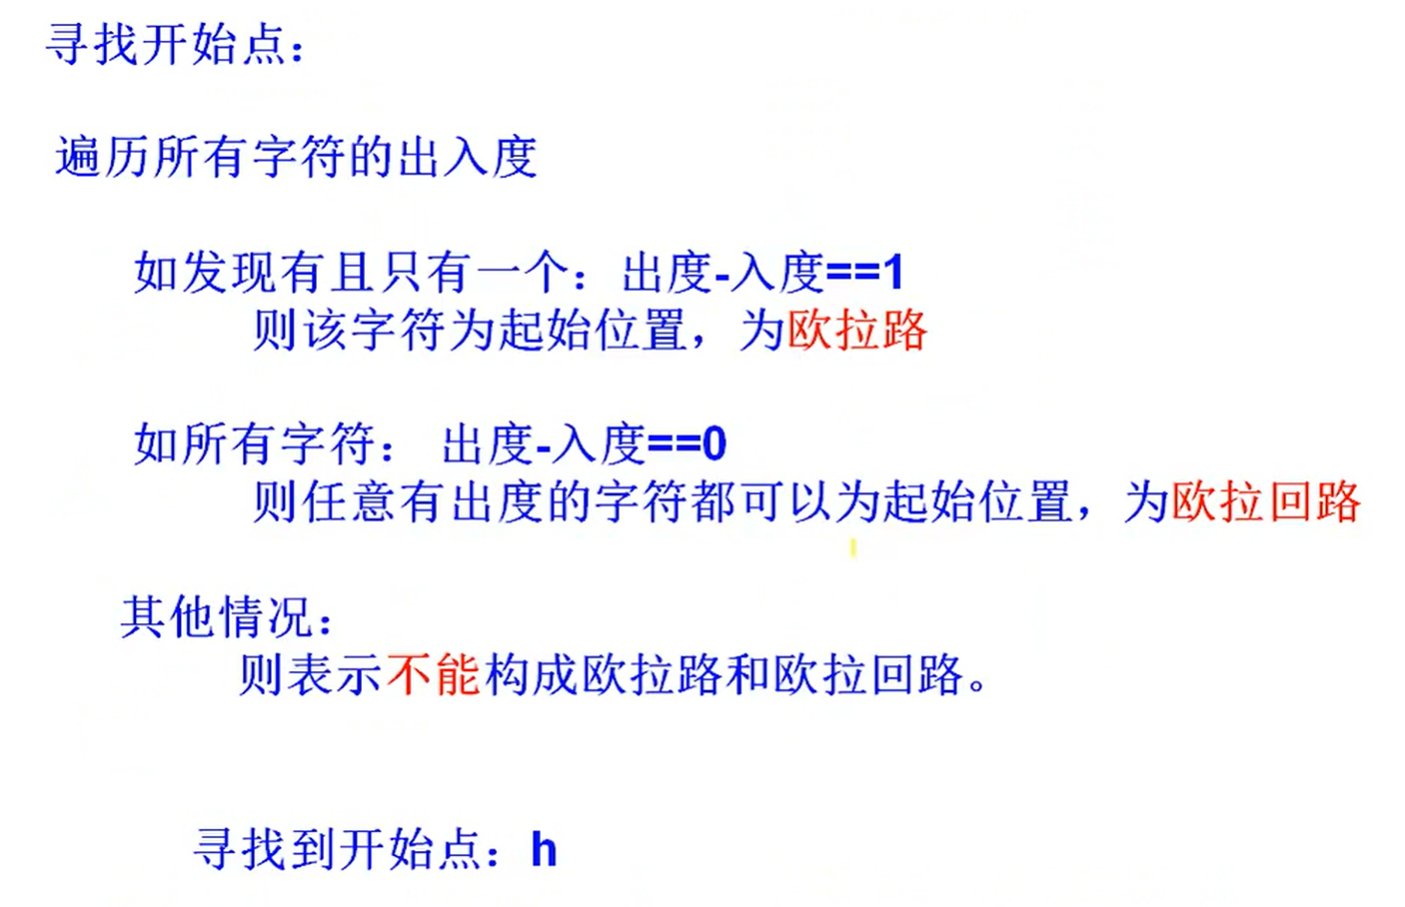 寻找开始点：
遍历所有字符的出入度
如发现有且只有一个：出度-入度==1
则该字符为起始位置，为欧拉路
如所有字符： 出度-入度==0
则任意有出度的字符都可以为起始位置，为欧拉回路
其他情况：
则表示不能构成欧拉路和欧拉回路。
寻找到开始点：h